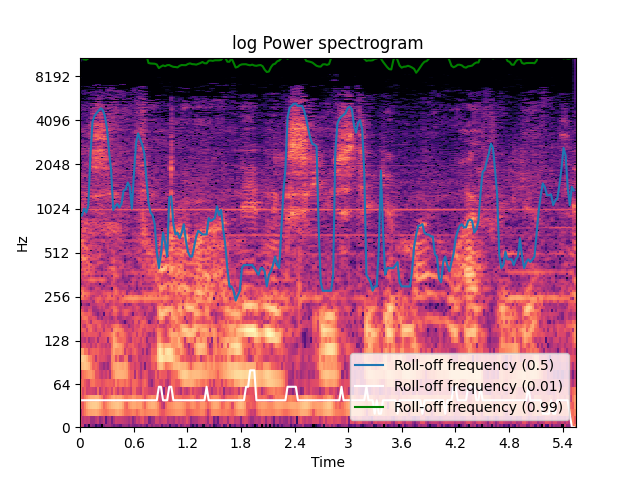 log Power spectrogram
Hz
8192
4096
2048
1024
512
256
128
64
0
Roll-off frequency (0.5)
Roll-off frequency (0.01)
Roll-off frequency (0.99)
0 0.6 1.2 1.8 2.4 3 3.6 4.2 4.8 5.4
Time